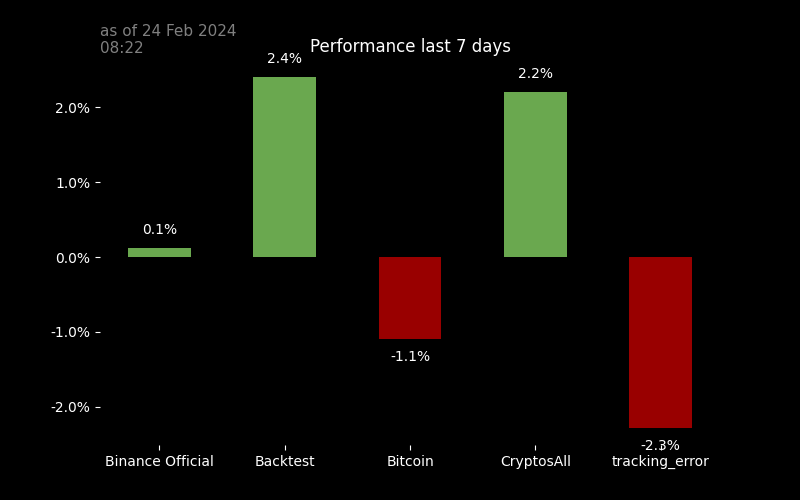 as of 24 Feb 2024
08:22
Performance last 7 days
2.4%
2.2%
2.0%
1.0%
0.1%
0.0%
-1.0%
-1.1%
-2.0%
-2.3%
Binance Official
Backtest
Bitcoin
CryptosAll
tracking_error